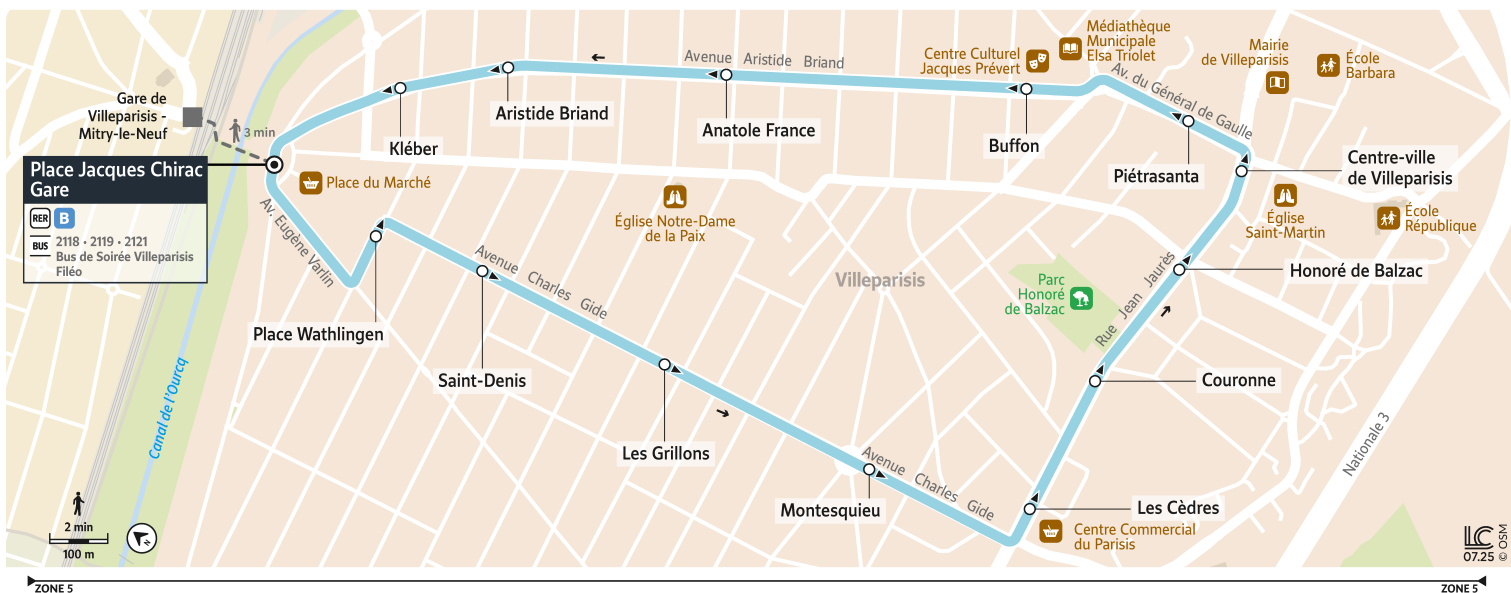 Gare de
Villeparisis -
Mitry-le-Neuf
3 min
Place Jacques Chirac
Gare
RER
B
BUS
2118 • 2119 • 2121
Bus de Soirée Villeparisis
Filéo
Place du Marché
Av. Eugène Varlin
Kléber
Aristide Briand
Avenue Aristide Briand
Anatole France
Centre Culturel
Jacques Prévert
Médiathèque
Municipale
Elsa Triolet
Buffon
Av. du Général de Gaulle
Mairie
de Villeparisis
École
Barbara
Piétrasanta
Centre-ville
de Villeparisis
Église
Saint-Martin
École
République
Église Notre-Dame
de la Paix
Villeparisis
Parc
Honoré
de Balzac
Rue Jean Jaurès
Honoré de Balzac
Couronne
Place Wathlingen
Avenue Charles Gide
Saint-Denis
Les Grillons
Montesquieu
Avenue Charles Gide
Les Cèdres
Centre Commercial
du Parisis
Nationale 3
Canal de l'Ourcq
2 min
100 m
N
LC
07.25
© OSM
ZONE 5
ZONE 5